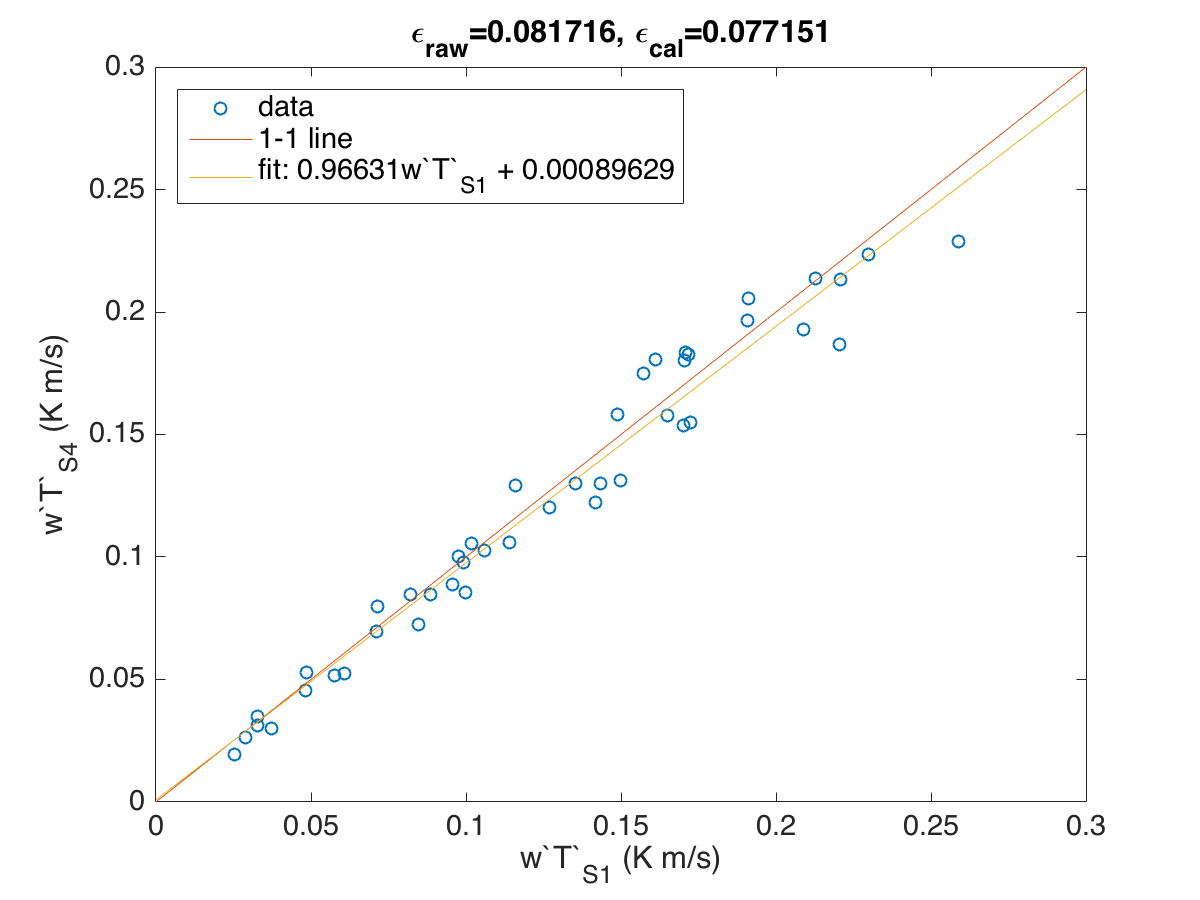 ϵraw=0.081716, ϵcal=0.077151
0.3
0.25
0.2
0.15
0.1
0.05
0
w`T`S4 (K m/s)
data
1-1 line
fit: 0.96631w`T`S1 + 0.00089629
0 0.05 0.1 0.15 0.2 0.25 0.3
w`T`S1 (K m/s)